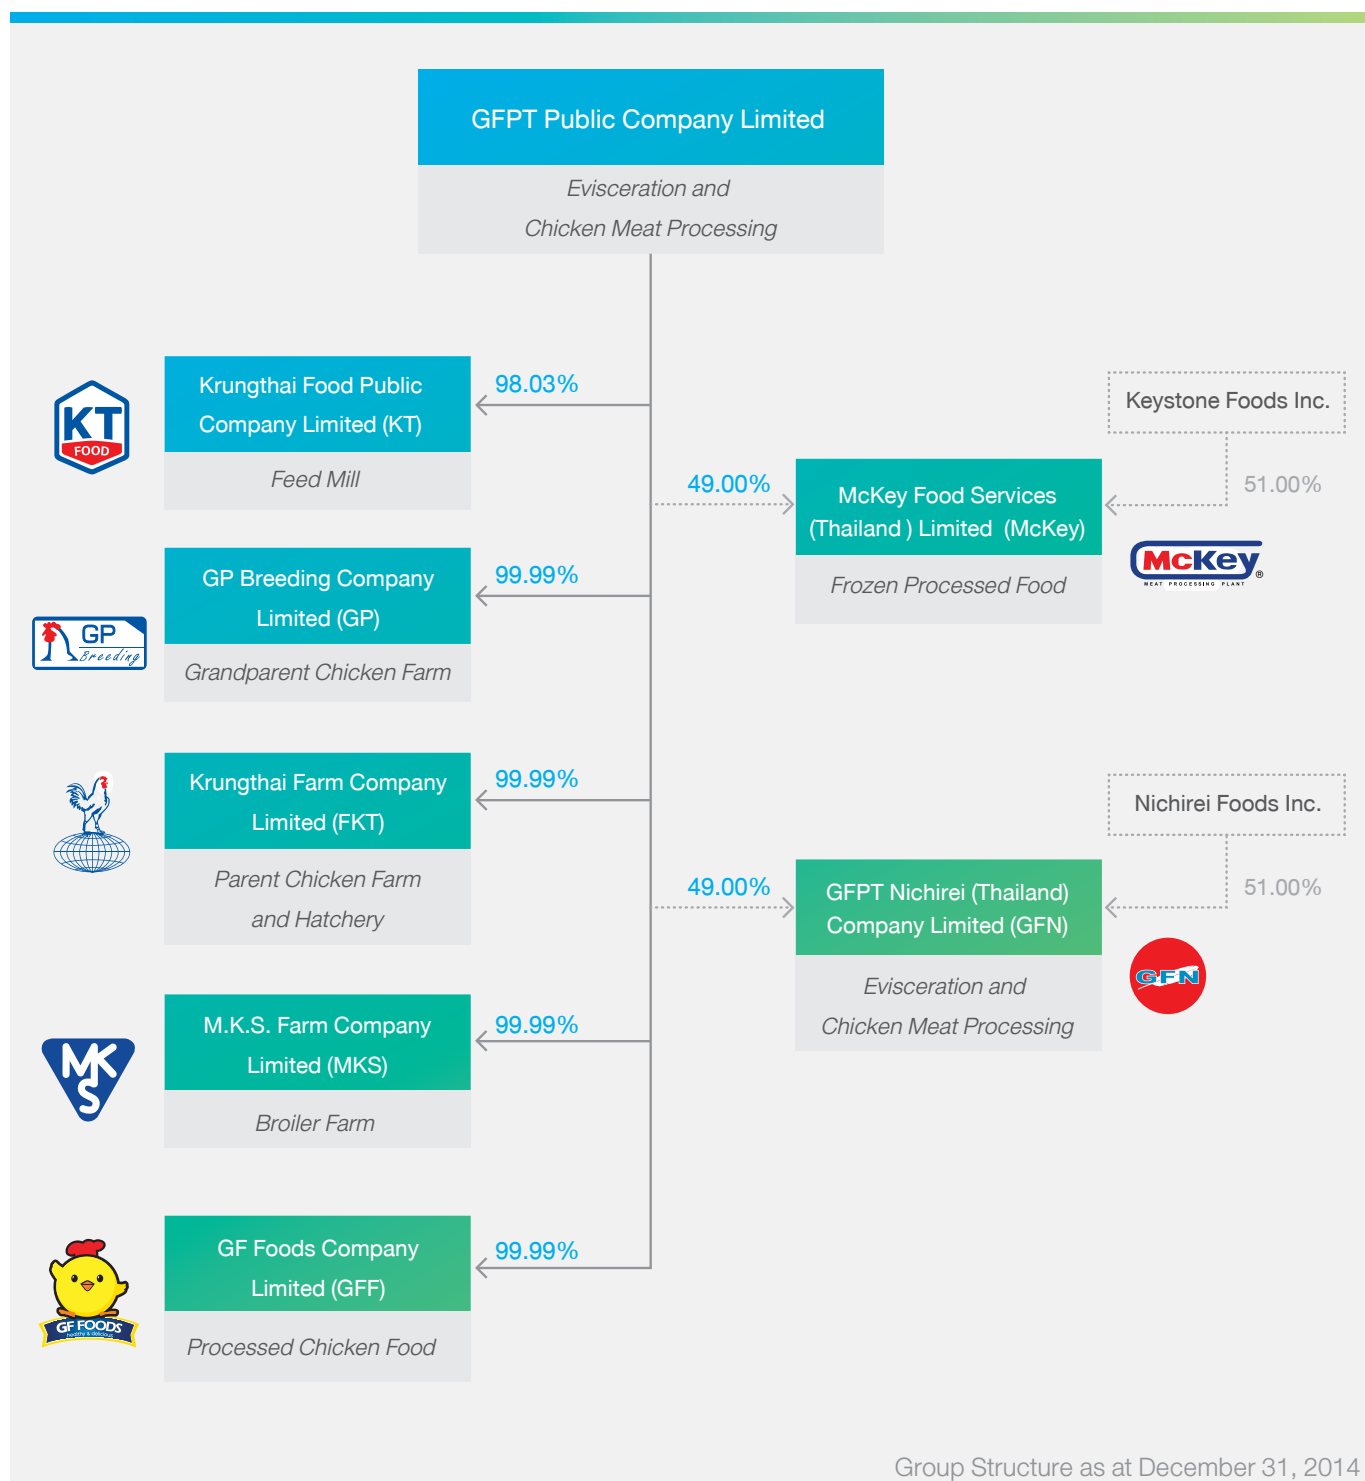 GFPT Public Company Limited
Evisceration and
Chicken Meat Processing
KT
FOOD
Krungthai Food Public
Company Limited (KT)
Feed Mill
98.03%
Keystone Foods Inc.
51.00%
49.00%
McKey Food Services
(Thailand ) Limited (McKey)
Frozen Processed Food
McKey
MEAT PROCESSING PLANT ®
GP
Breeding
GP Breeding Company
Limited (GP)
Grandparent Chicken Farm
99.99%
Krungthai Farm Company
Limited (FKT)
Parent Chicken Farm
and Hatchery
99.99%
Nichirei Foods Inc.
51.00%
49.00%
GFPT Nichirei (Thailand)
Company Limited (GFN)
Evisceration and
Chicken Meat Processing
GFN
MKS
M.K.S. Farm Company
Limited (MKS)
Broiler Farm
99.99%
GF FOODS
healthy & delicious
GF Foods Company
Limited (GFF)
Processed Chicken Food
99.99%
Group Structure as at December 31, 2014